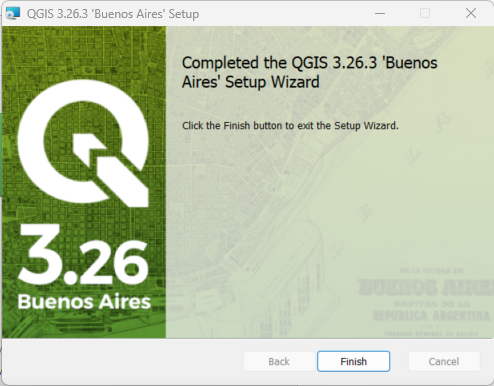 QGIS 3.26.3 'Buenos Aires' Setup
Completed the QGIS 3.26.3 'Buenos
Aires' Setup Wizard
Click the Finish button to exit the Setup Wizard.
3.26
Buenos Aires
DE LA CIUDAD DE
BUENOS AIRES
CAPITAL DE LA
REPUBLICA ARGENTINA
Back
Finish
Cancel